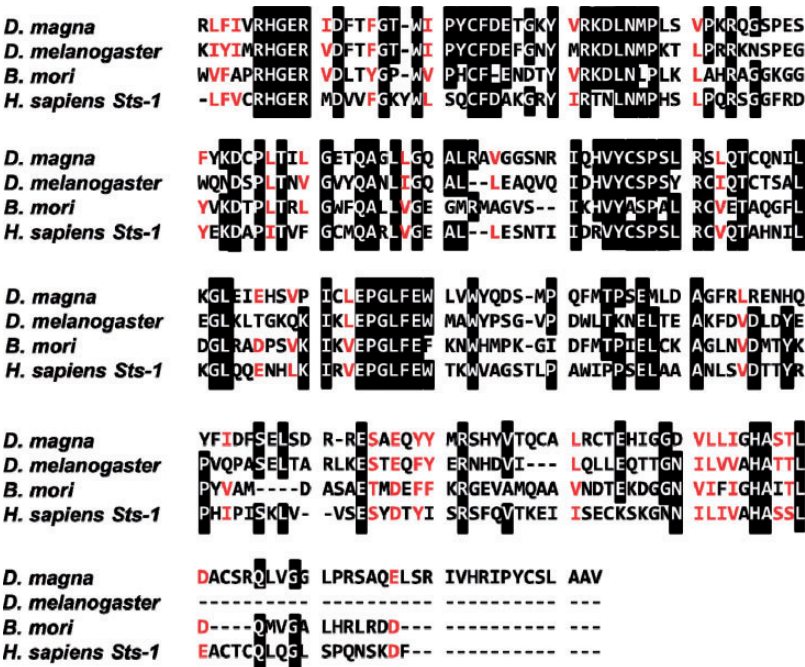 D. magna RLFIVRHGER IDFTFGT-WI PYCFDETGKY VRKDLNMPLS VPKRQGSPES
D. melanogaster KIYIMRHGER VDFTFGT-WI PYCFDEFGNY MRKDLNMPKT LPRRKNSPEG
B. mori WVFAPRHGER VDLTYGP-WV PHCF-ENDTY VRKDLNLPLK LAHRAGGKGG
H. sapiens Sts-1 -LFVCRHGER MDVVFGKYWL SQCFDAKGRY IRTNLNMPHS LPQRSGGFRD
D. magna FYKDCPLTIL GETQAGLLGQ ALRAVGGSNR IQHVYCSPSL RSLQTCQNIL
D. melanogaster WQNDSPLTNV GVYQANLIGQ AL--LEAQVQ IDHVYCSPSY RCIQTCTSAL
B. mori YVKDTPLTRL GWFQALLVGE GMRMAGVS-- IKHVYASPAL RCVETAQGFL
H. sapiens Sts-1 YEKDAPITVF GCMQARLVGE AL--LESNTI IDRVYCSPSL RCVQTAHNIL
D. magna KGLEIEHSVP ICLEPGLFEW LVWYQDS-MP QFMTPSEMLD AGFRLRENHQ
D. melanogaster EGLKLTGKQK IKLEPGLFEW MAWYPSG-VP DWLTKNELTE AKFDVDLDYE
B. mori DGLRADPSVK IKVEPGLFEF KNWHMPK-GI DFMTPIELCK AGLNVDMTYK
H. sapiens Sts-1 KGLQQENHLK IRVEPGLFEW TKWVAGSTLP AWIPPSELAA ANLSVDTTYR
D. magna YFIDFSELSD R-RESAEQYY MRSHYVTQCA LRCTEHIGGD VLLIGHASTL
D. melanogaster PVQPASELTA RLKESTEQFY ERNHDVI--- LQLLEQTTGN ILVVAHATTL
B. mori PYVAM----D ASAETMDEFF KRGEVAMQAA VNDTEKDGGN VIFIGHAITL
H. sapiens Sts-1 PHIPISKLV- -VSESYDTYI SRSFQVTKEI ISECKSKGNN ILIVAHASSL
D. magna DACSRQLVGG LPRSAQELSR IVHRIPYCSL AAV
D. melanogaster ---------- ---------- ---------- ---
B. mori D----QMVGA LHRLRDD--- ---------- ---
H. sapiens Sts-1 EACTCQLQGL SPQNSKDF-- ---------- ---